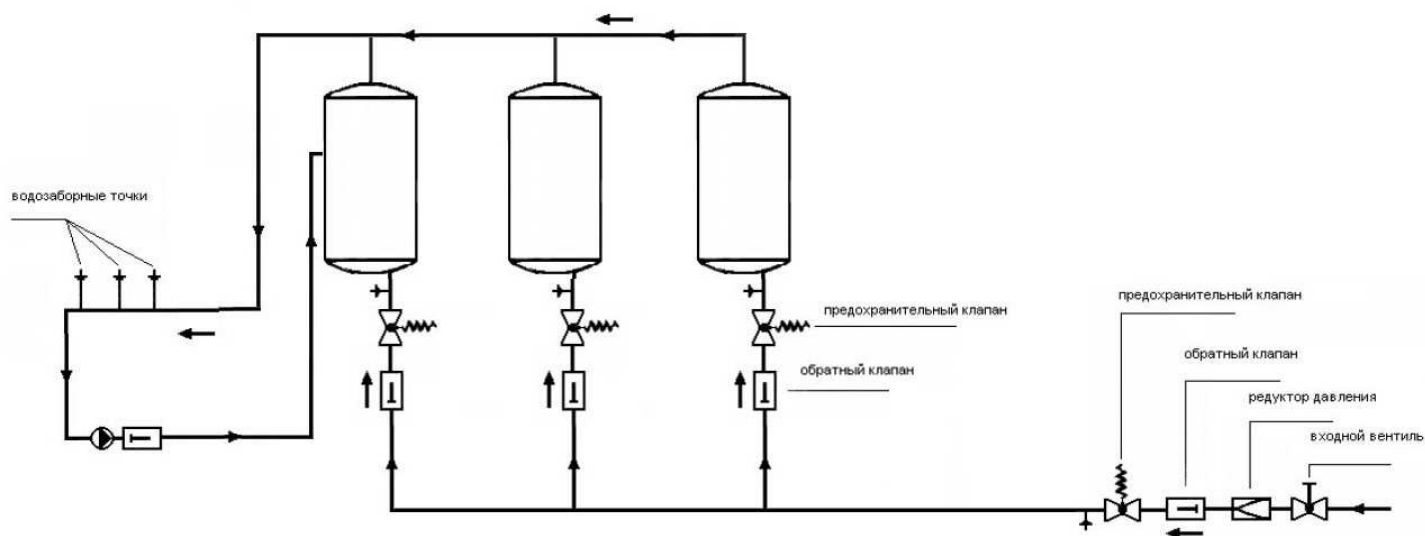 водозаборные точки
предохранительный клапан
обратный клапан
предохранительный клапан
обратный клапан
редуктор давления
входной вентиль